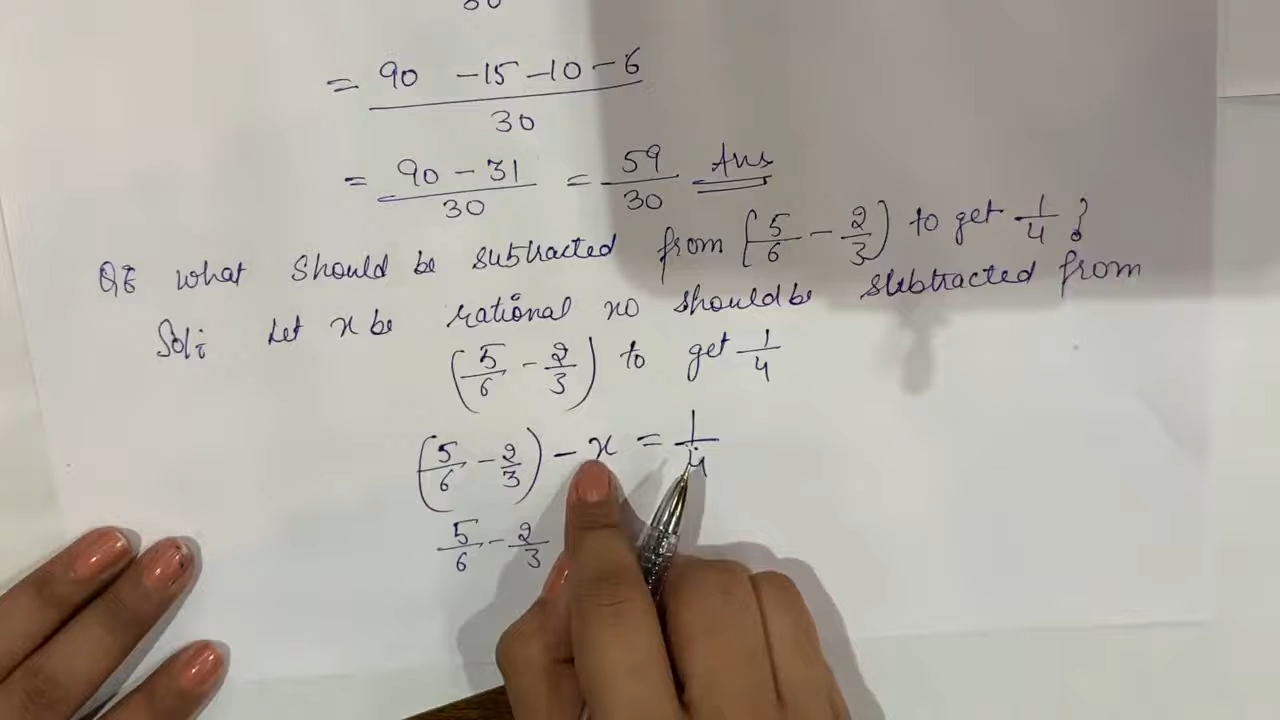 30
= 90 -15 -10 - 6 / 30
= 90 - 31 / 30 = 59 / 30 Ans
Q8 what should be subtracted from (5/6 - 2/3) to get 1/4 ?
Sol: Let x be rational no should be subtracted from
(5/6 - 2/3) to get 1/4
(5/6 - 2/3) - x = 1/4
5/6 - 2/3